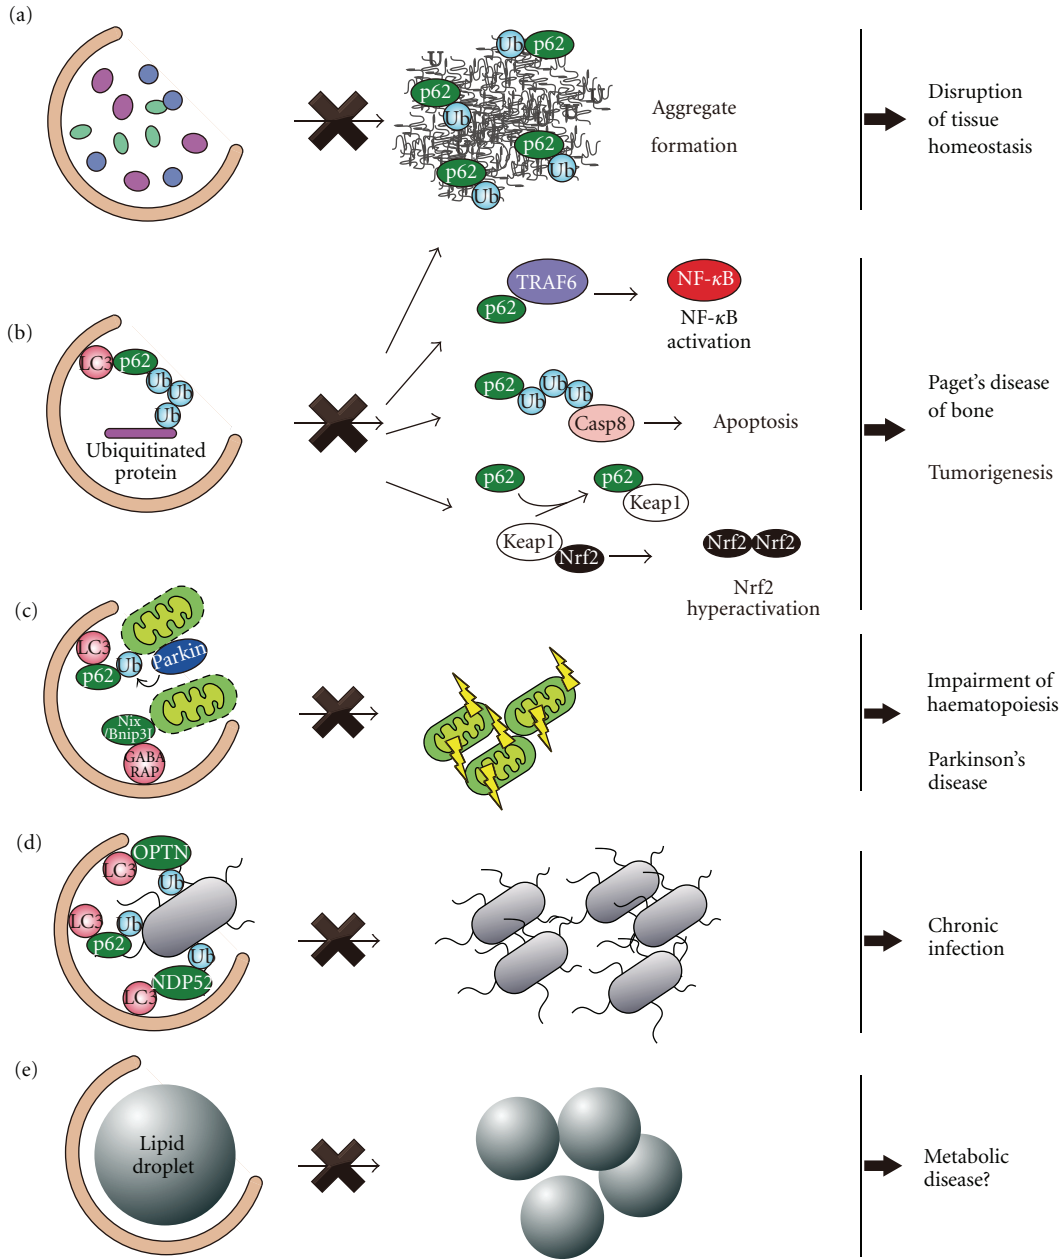 (a)
Ub
p62
U
p62
Ub
U
U
p62
Ub
p62
Ub
Aggregate
formation
Disruption
of tissue
homeostasis
(b)
LC3
p62
Ub
Ub
Ub
Ubiquitinated
protein
TRAF6
p62
NF-κB
NF-κB
activation
p62
Ub
Ub
Ub
Casp8
Apoptosis
p62
p62
Keap1
Keap1
Nrf2
Nrf2
Nrf2
Nrf2
hyperactivation
Paget's disease
of bone
Tumorigenesis
(c)
LC3
p62
Ub
Parkin
Nix
/Bnip3l
GABA
RAP
Impairment of
haematopoiesis
Parkinson's
disease
(d)
OPTN
LC3
Ub
LC3
Ub
p62
Ub
NDP52
LC3
Chronic
infection
(e)
Lipid
droplet
Metabolic
disease?